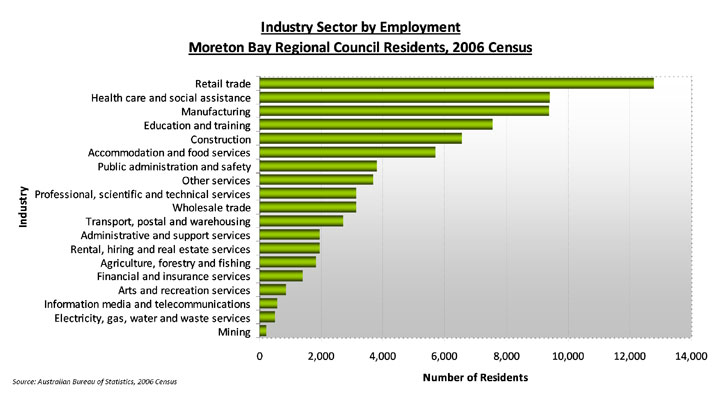 Industry Sector by Employment
Moreton Bay Regional Council Residents, 2006 Census
Retail trade
Health care and social assistance
Manufacturing
Education and training
Construction
Accommodation and food services
Public administration and safety
Other services
Professional, scientific and technical services
Wholesale trade
Transport, postal and warehousing
Administrative and support services
Rental, hiring and real estate services
Agriculture, forestry and fishing
Financial and insurance services
Arts and recreation services
Information media and telecommunications
Electricity, gas, water and waste services
Mining
Industry
0 2,000 4,000 6,000 8,000 10,000 12,000 14,000
Number of Residents
Source: Australian Bureau of Statistics, 2006 Census